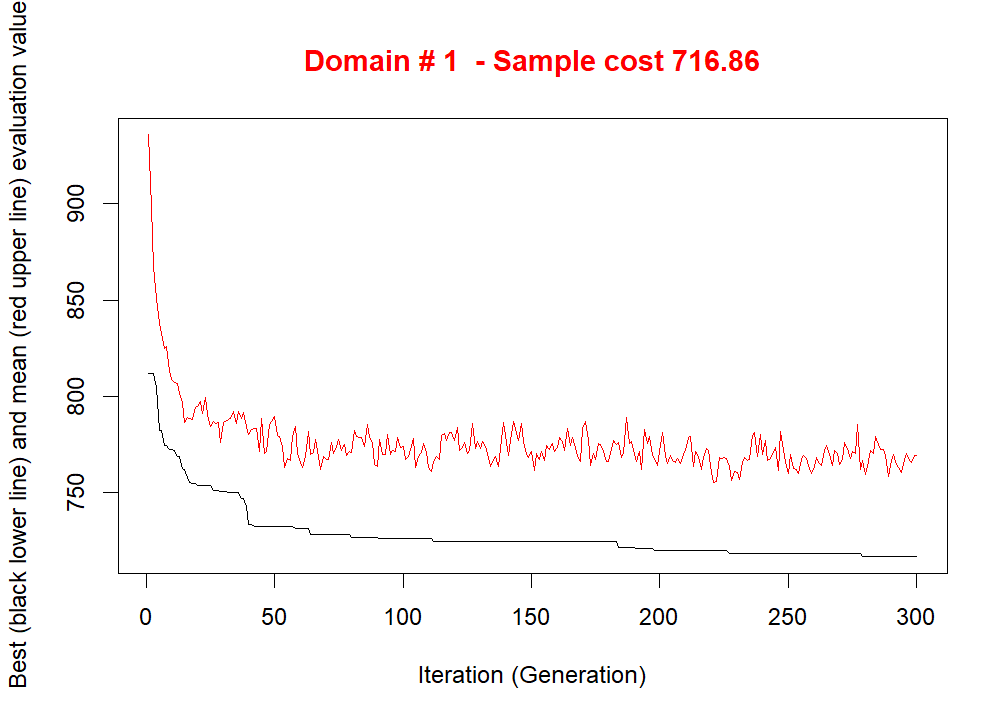 Domain # 1  - Sample cost 716.86
Best (black lower line) and mean (red upper line) evaluation value
900
850
800
750
0 50 100 150 200 250 300
Iteration (Generation)